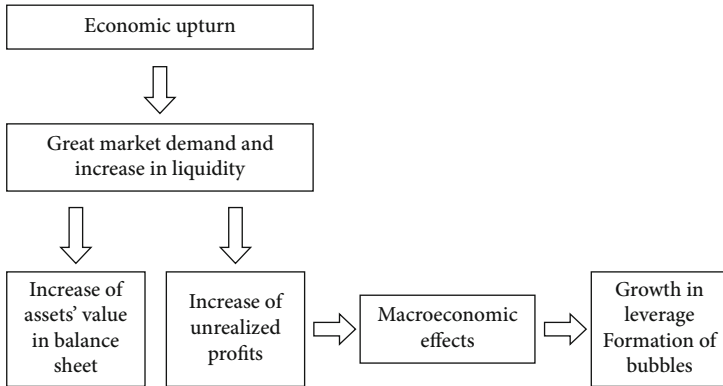 Economic upturn
Great market demand and
increase in liquidity
Increase of
assets' value
in balance
sheet
Increase of
unrealized
profits
Macroeconomic
effects
Growth in
leverage
Formation of
bubbles